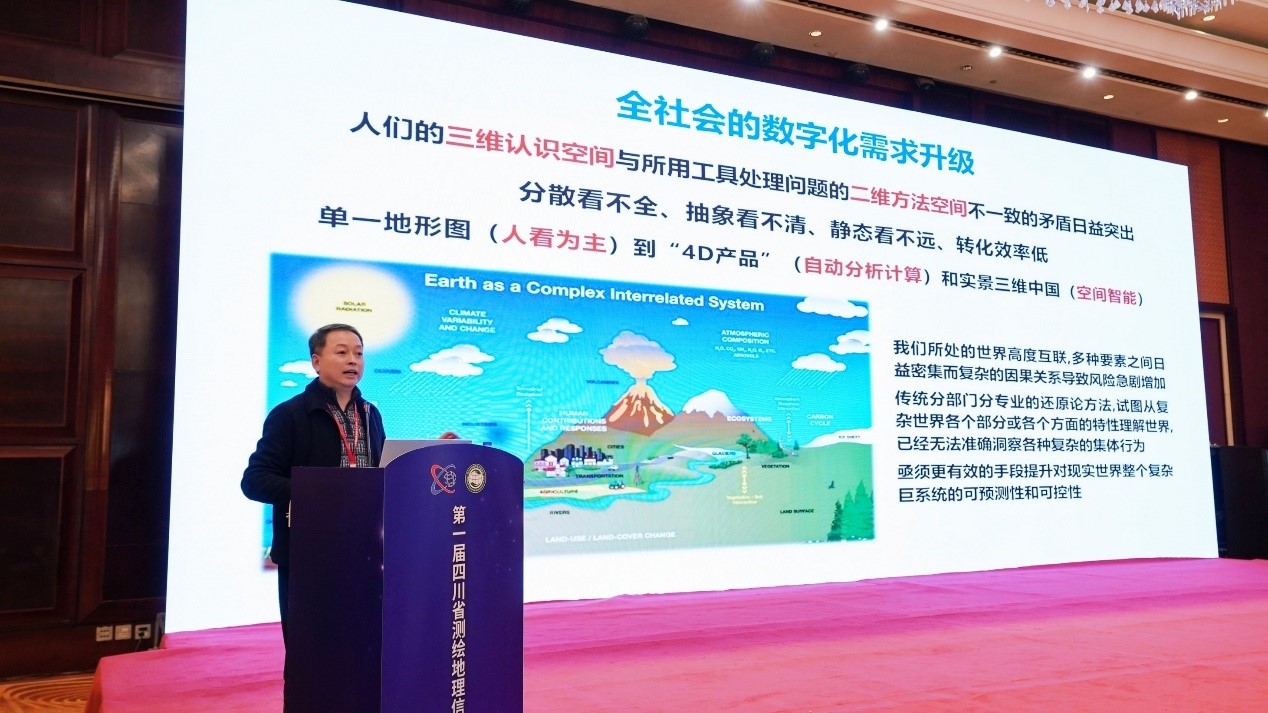 全社会的数字化需求升级
人们的三维认识空间与所用工具处理问题的二维方法空间不一致的矛盾日益突出
分散看不全、抽象看不清、静态看不远、转化效率低
单一地形图（人看为主）到“4D产品”（自动分析计算）和实景三维中国（空间智能）
Earth as a Complex Interrelated System
SOLAR
RADIATION
CLIMATE
VARIABILITY
AND CHANGE
ATMOSPHERIC
COMPOSITION
CLOUDS
VOLCANOES
HUMAN
CONTRIBUTIONS
AND RESPONSES
ECOSYSTEMS
CARBON
CYCLE
ICE SHEET
CITIES
GLACIERS
TRANSPORTATION
VEGETATION
AGRICULTURE
RIVERS
LAND SURFACE
LAND-USE / LAND-COVER CHANGE
我们所处的世界高度互联,多种要素之间日
益密集而复杂的因果关系导致风险急剧增加
传统分部门分专业的还原论方法,试图从复
杂世界各个部分或各个方面的特性理解世界,
已经无法准确洞察各种复杂的集体行为
亟须更有效的手段提升对现实世界整个复杂
巨系统的可预测性和可控性
第一届四川省测绘地理信